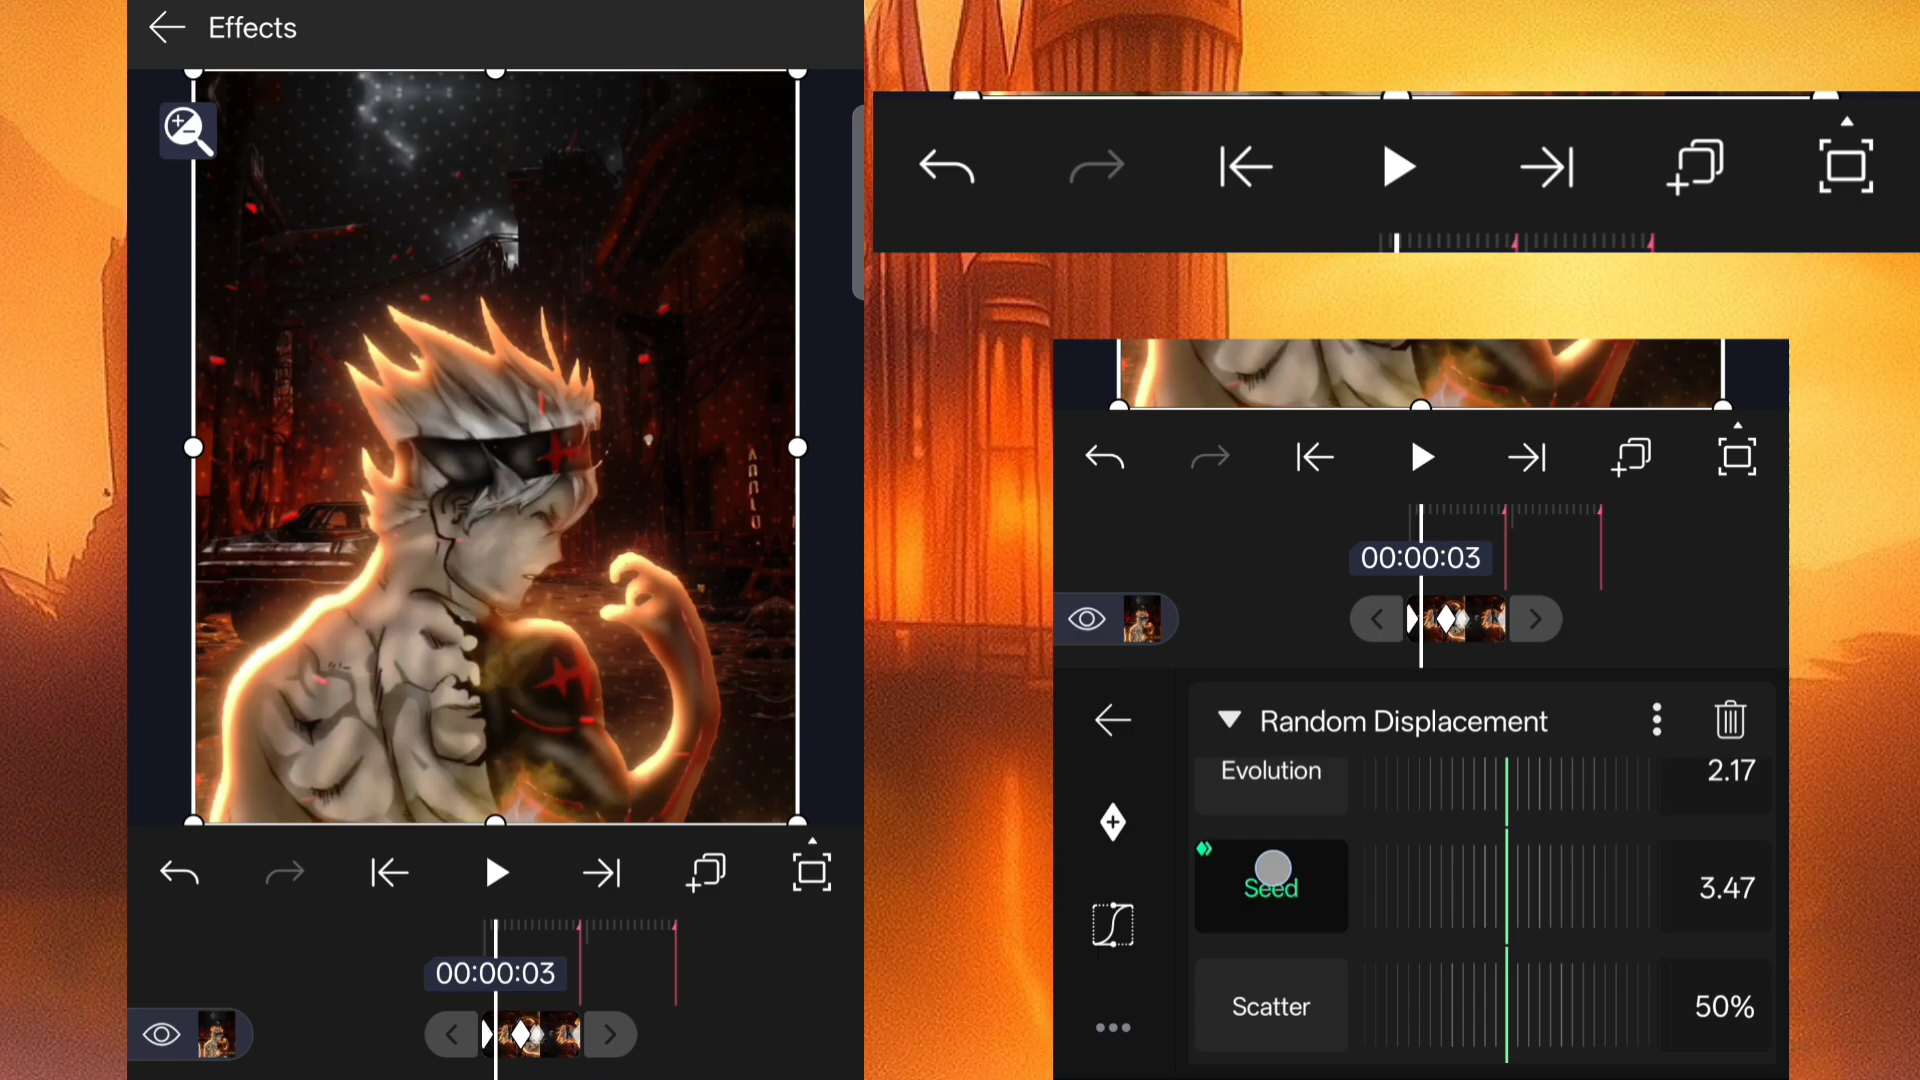 Effects
00:00:03
00:00:03
Random Displacement
Evolution
2.17
Seed
3.47
Scatter
50%